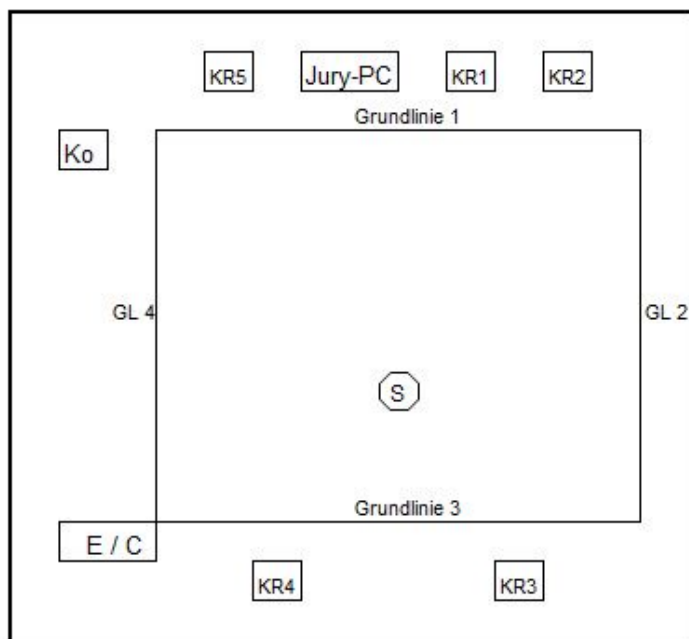 KR5 Jury-PC KR1 KR2
Grundlinie 1
Ko
GL 4 GL 2
S
Grundlinie 3
E / C
KR4 KR3